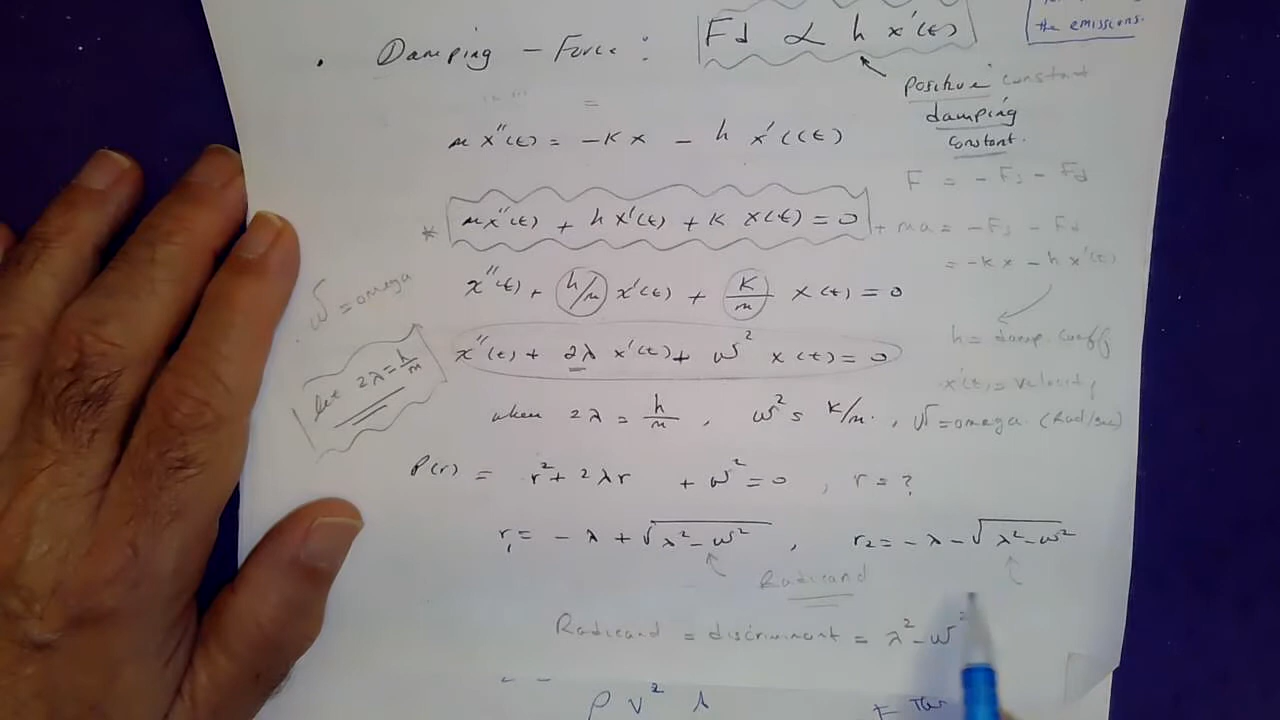 the emissions.
• Damping - Force : Fd ∝ h x'(t)
positive constant
damping
constant.
m x''(t) = -K x - h x'(t)
F = - Fs - Fd
* m x''(t) + h x'(t) + K x(t) = 0
+ ma = - Fs - Fd
= -K x - h x'(t)
x''(t) + h/m x'(t) + K/m x(t) = 0
ω = omega
h = damp. coeff
x''(t) + 2λ x'(t) + ω² x(t) = 0
let 2λ = h/m
x'(t) = velocity
when 2λ = h/m , ω² = K/m. , ω = omega (Rad/sec)
P(r) = r² + 2λr + ω² = 0 , r = ?
r₁ = - λ + √λ² - ω² , r₂ = - λ - √λ² - ω²
Radicand
Radicand = discriminant = λ² - ω²
ρ v² A